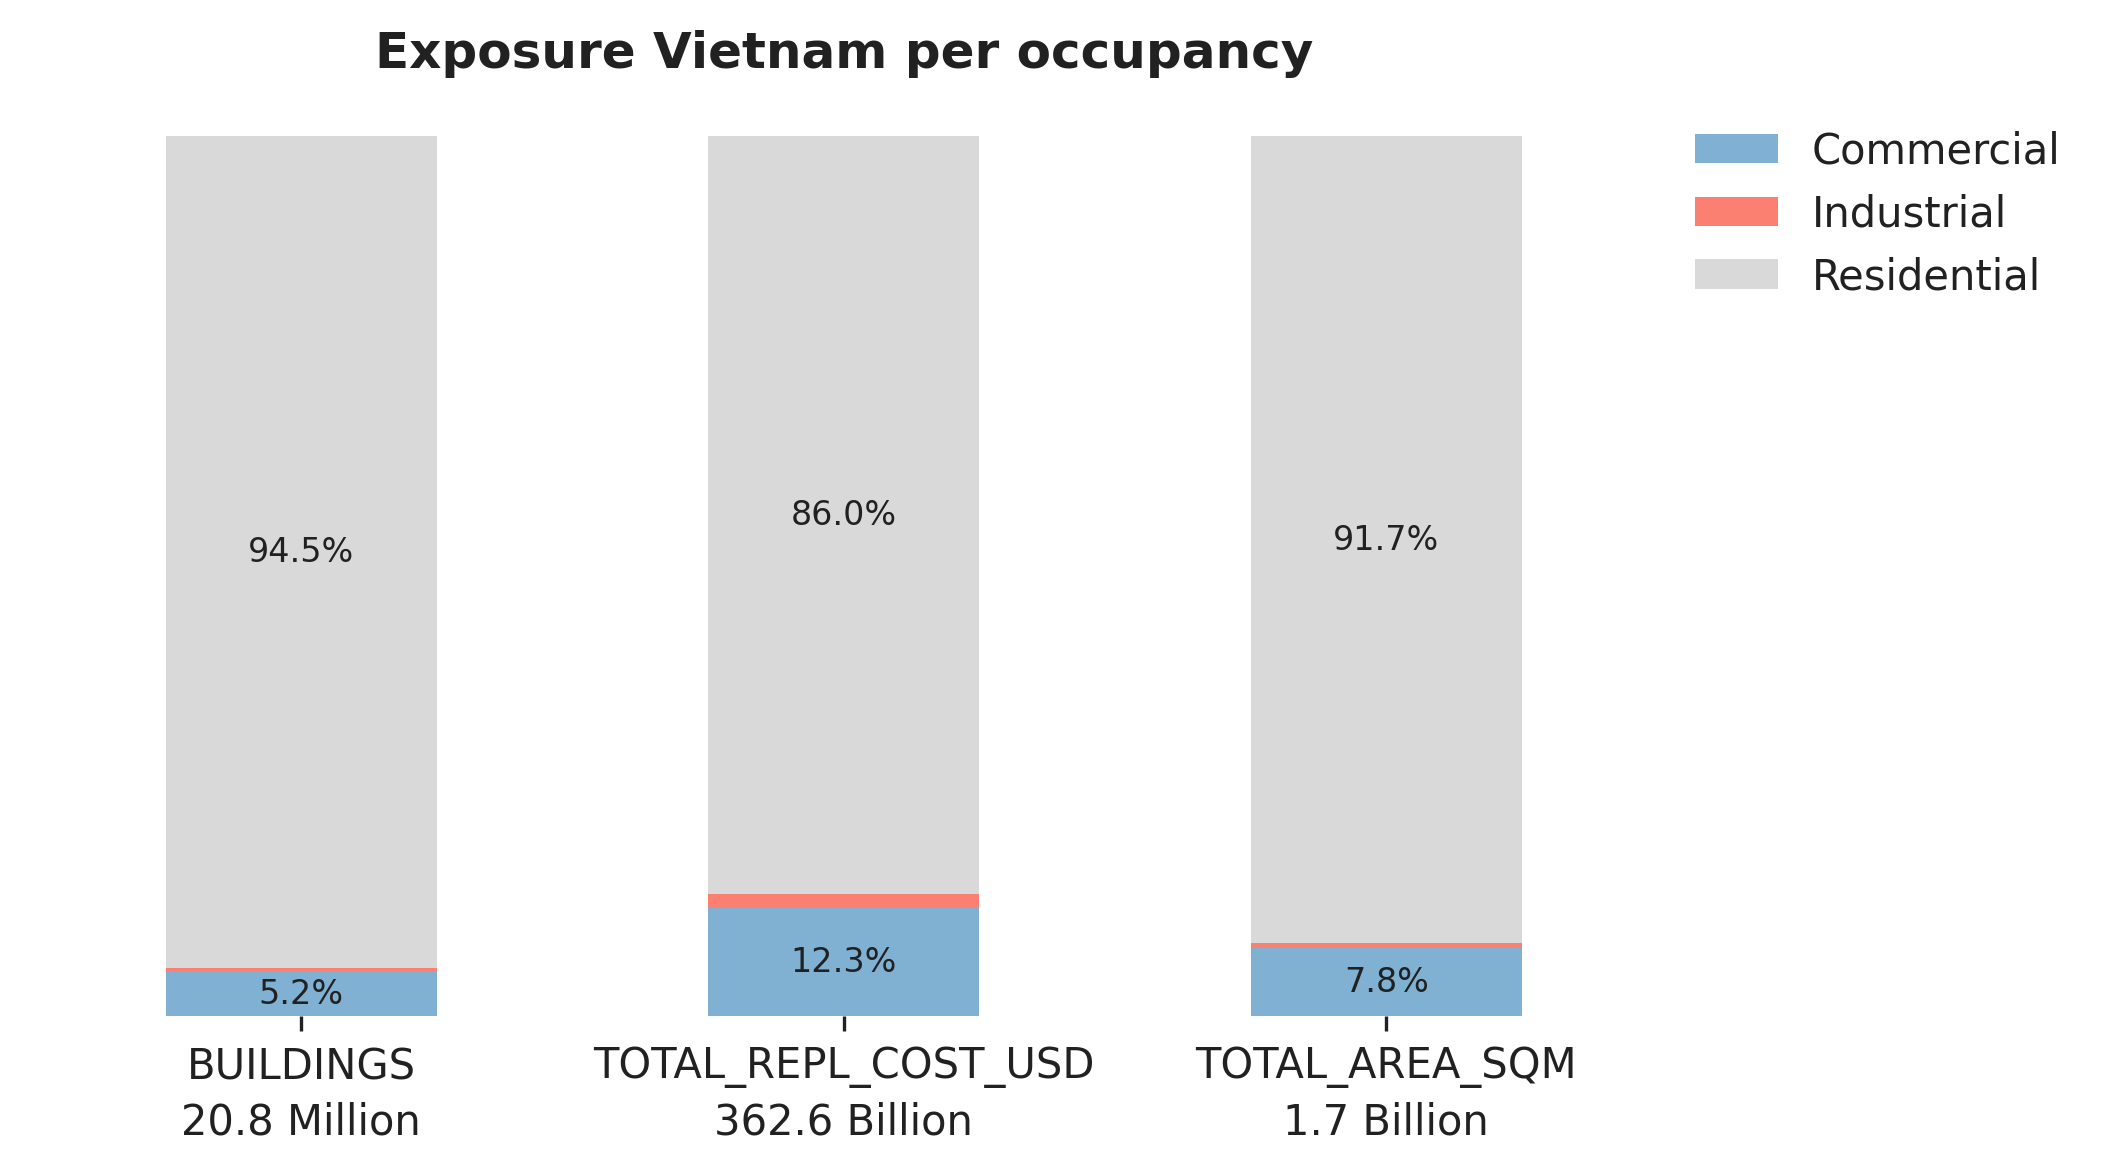 Exposure Vietnam per occupancy
Commercial
Industrial
Residential
94.5%
86.0%
91.7%
5.2%
12.3%
7.8%
BUILDINGS
20.8 Million
TOTAL_REPL_COST_USD
362.6 Billion
TOTAL_AREA_SQM
1.7 Billion